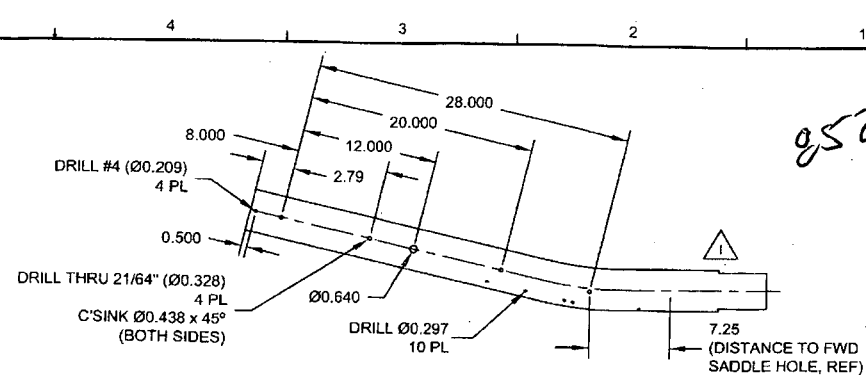 4
3
2
1
28.000
20.000
8.000
12.000
DRILL #4 (Ø0.209)
4 PL
2.79
0.500
1
DRILL THRU 21/64" (Ø0.328)
4 PL
C'SINK Ø0.438 x 45°
(BOTH SIDES)
Ø0.640
DRILL Ø0.297
10 PL
7.25
(DISTANCE TO FWD
SADDLE HOLE, REF)